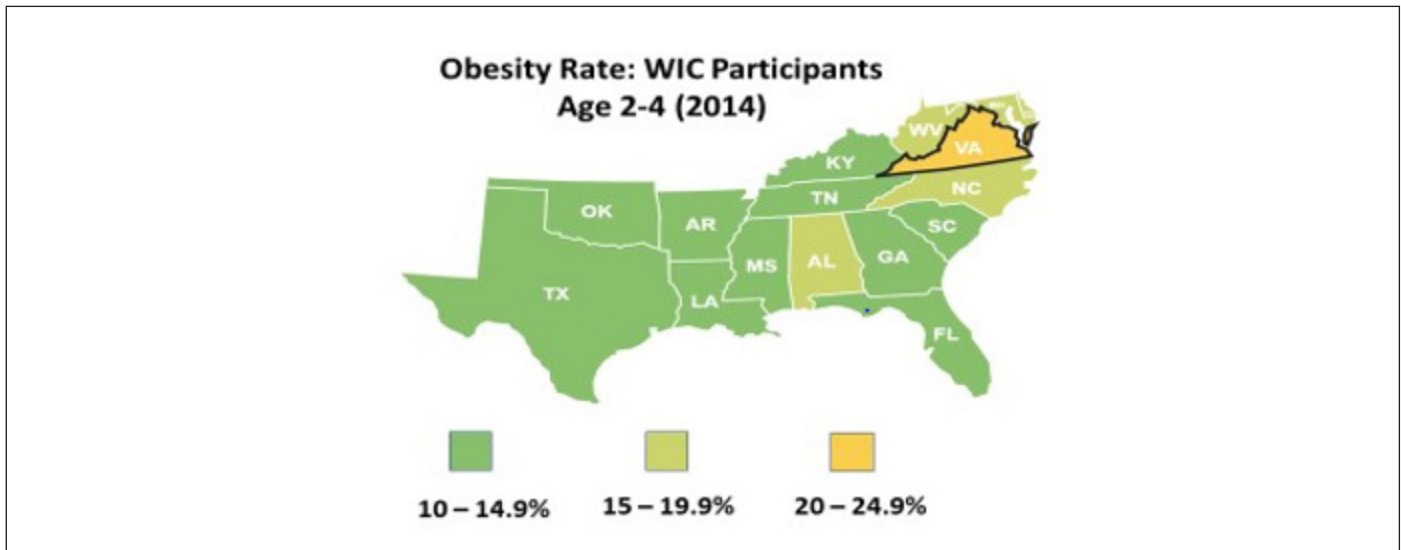 Obesity Rate: WIC Participants
Age 2-4 (2014)
WV
VA
KY
NC
TN
OK
AR
SC
MS
AL
GA
TX
LA
FL
10 – 14.9%
15 – 19.9%
20 – 24.9%